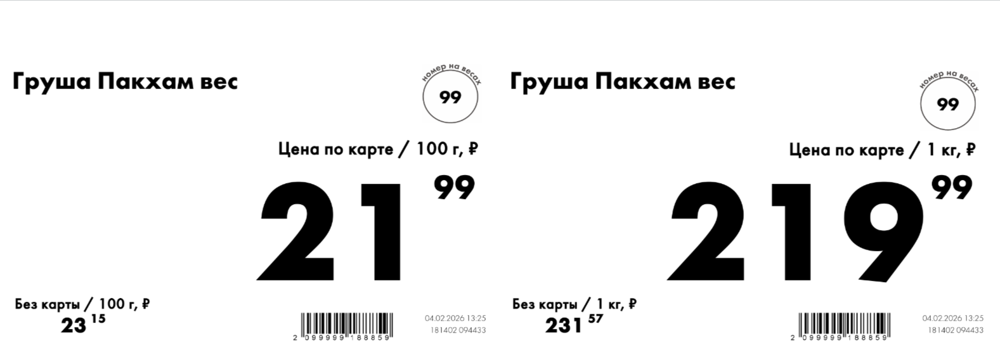 Груша Пакхам вес
номер на весах
99
Цена по карте / 100 г, ₽
21 99
Без карты / 100 г, ₽
23 15
2 099999 188859
04.02.2026 13:25
181402 094433
Груша Пакхам вес
номер на весах
99
Цена по карте / 1 кг, ₽
219 99
Без карты / 1 кг, ₽
231 57
2 099999 188859
04.02.2026 13:25
181402 094433